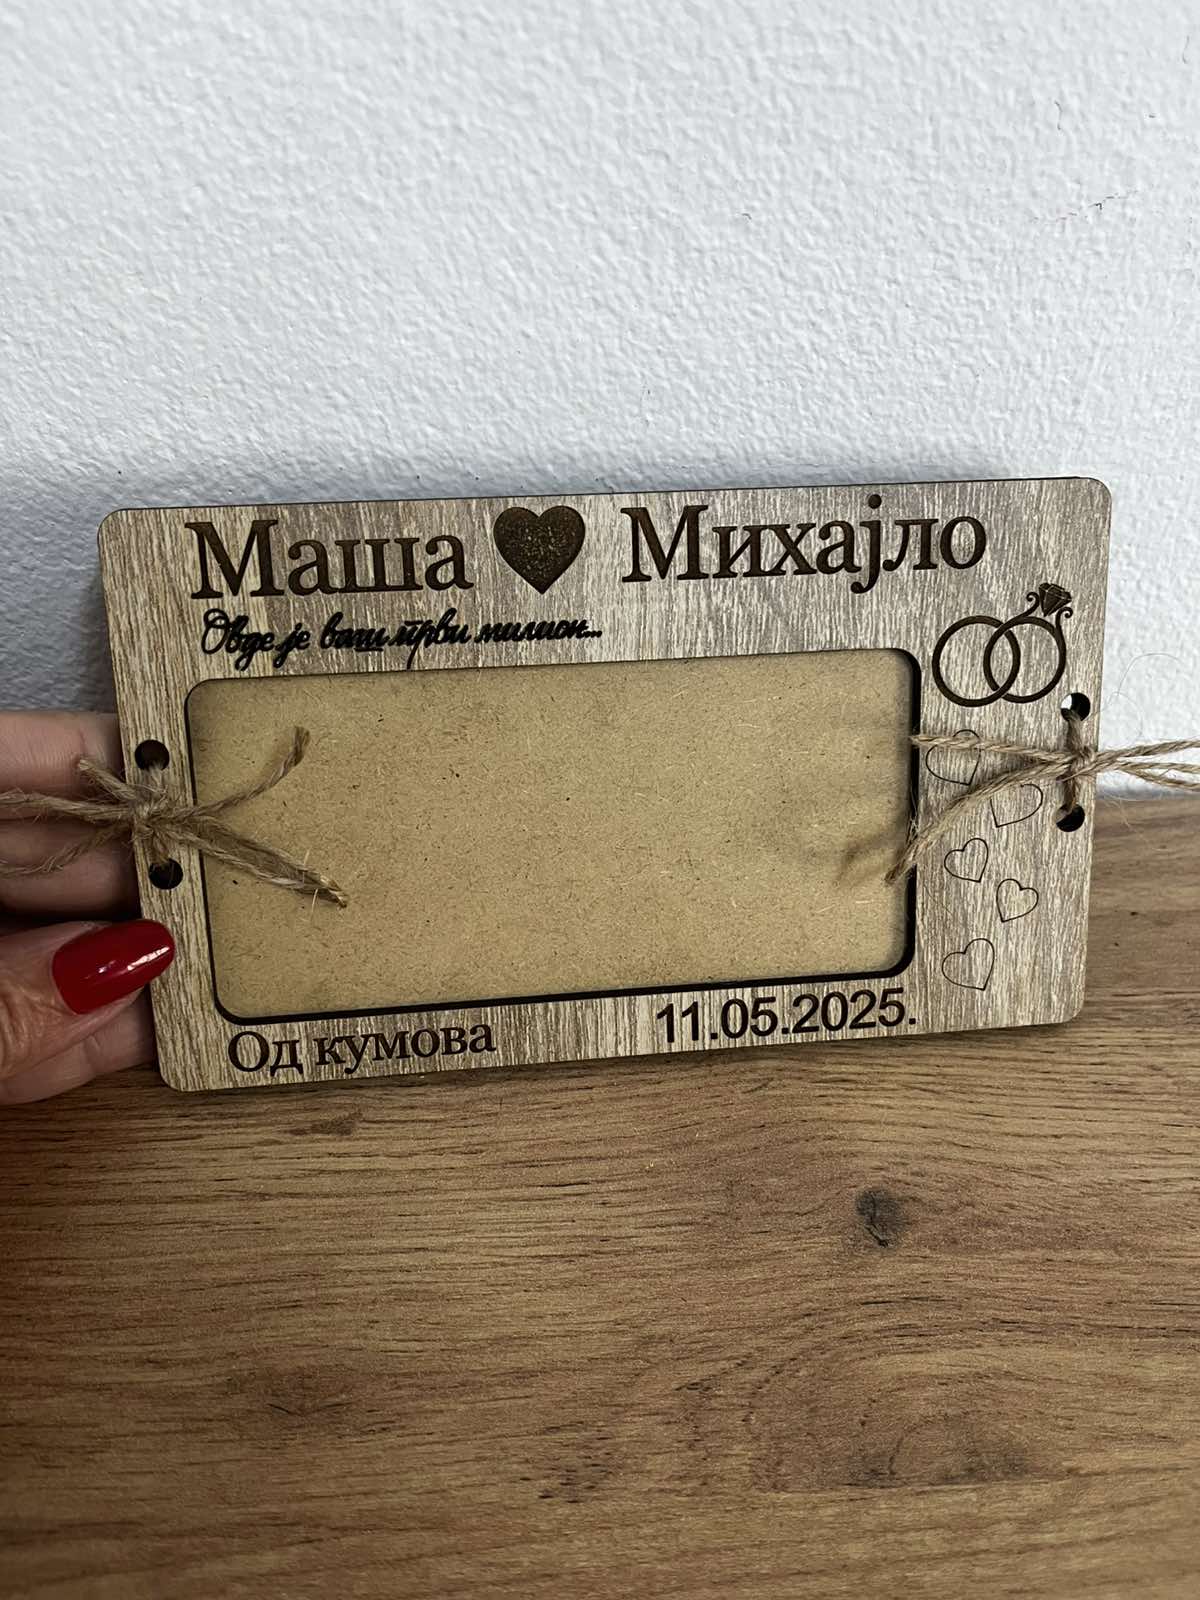 Маша Михајло
Овде је ваш први милион...
Од кумова
11.05.2025.